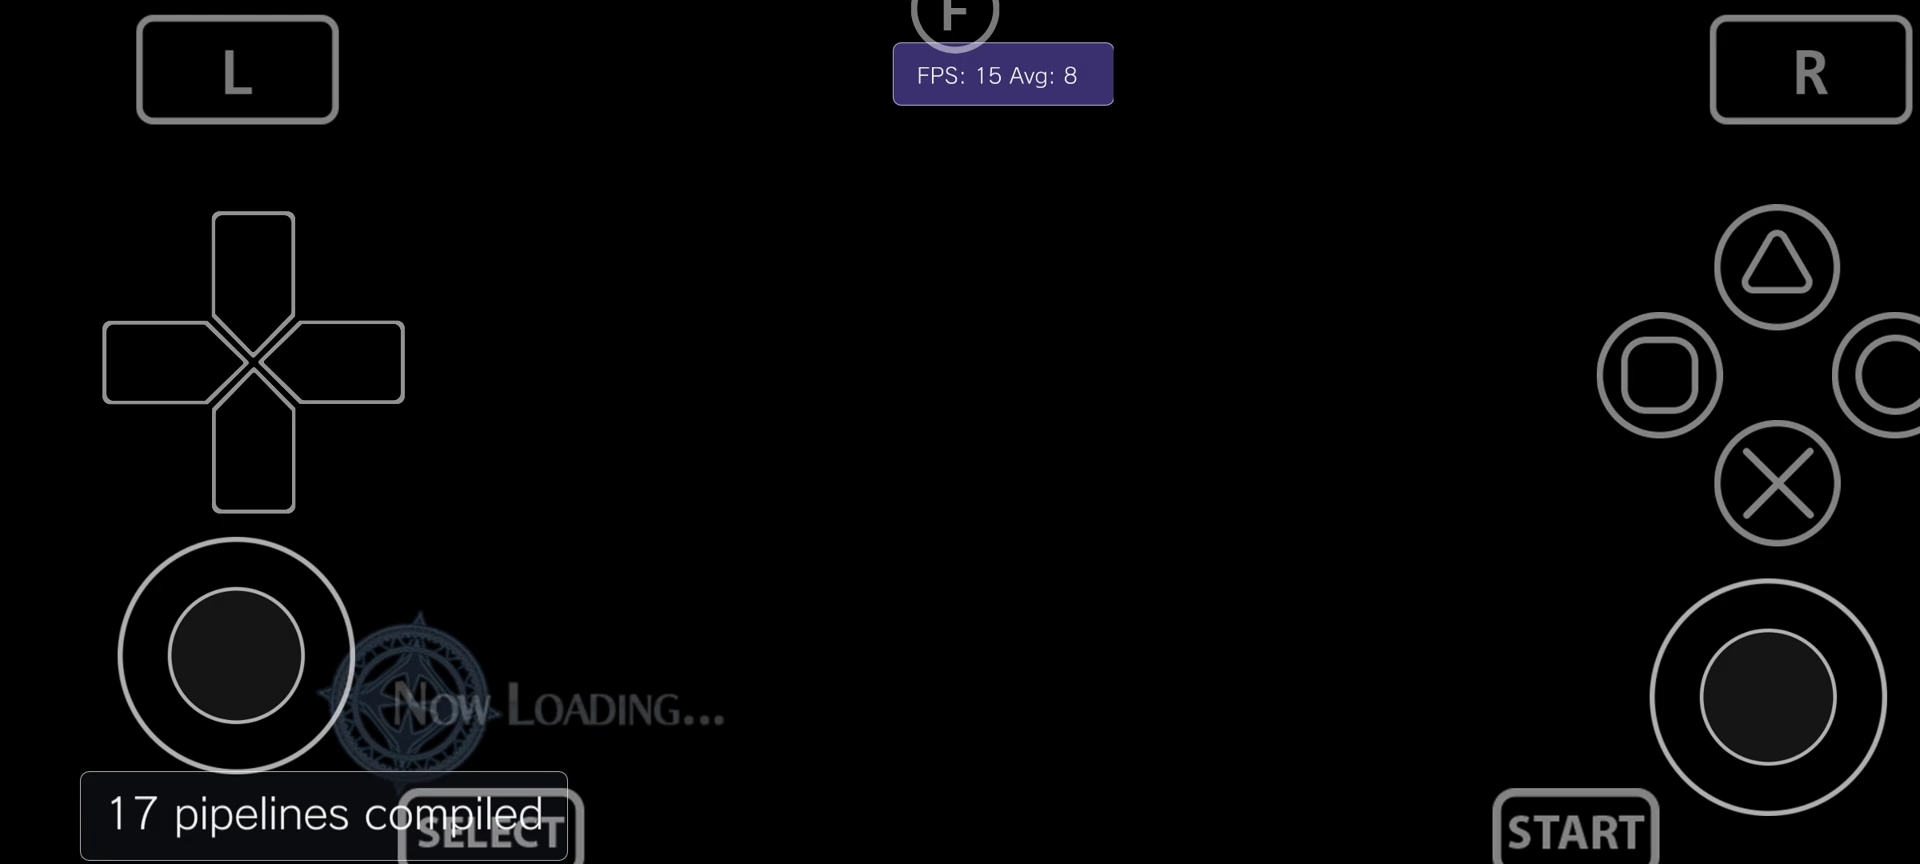 F
L
R
FPS: 15 Avg: 8
NOW LOADING...
17 pipelines compiled
SELECT
START